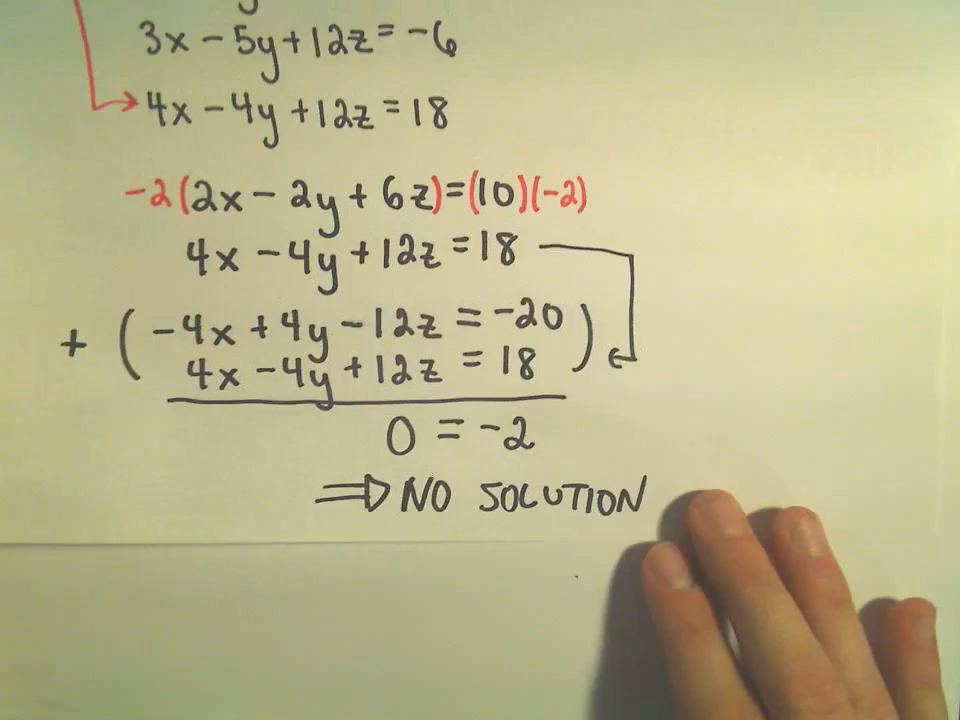 3x - 5y + 12z = -6
4x - 4y + 12z = 18
-2(2x - 2y + 6z) = (10)(-2)
4x - 4y + 12z = 18
+ ( -4x + 4y - 12z = -20
4x - 4y + 12z = 18 )
0 = -2
⇒ NO SOLUTION